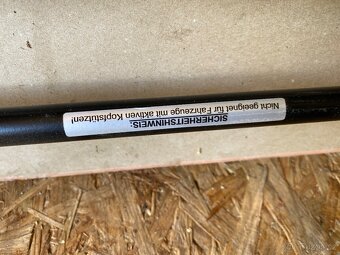 SICHERHEITSHINWEIS:
Nicht geeignet für Fahrzeuge mit aktiven Kopfstützen!